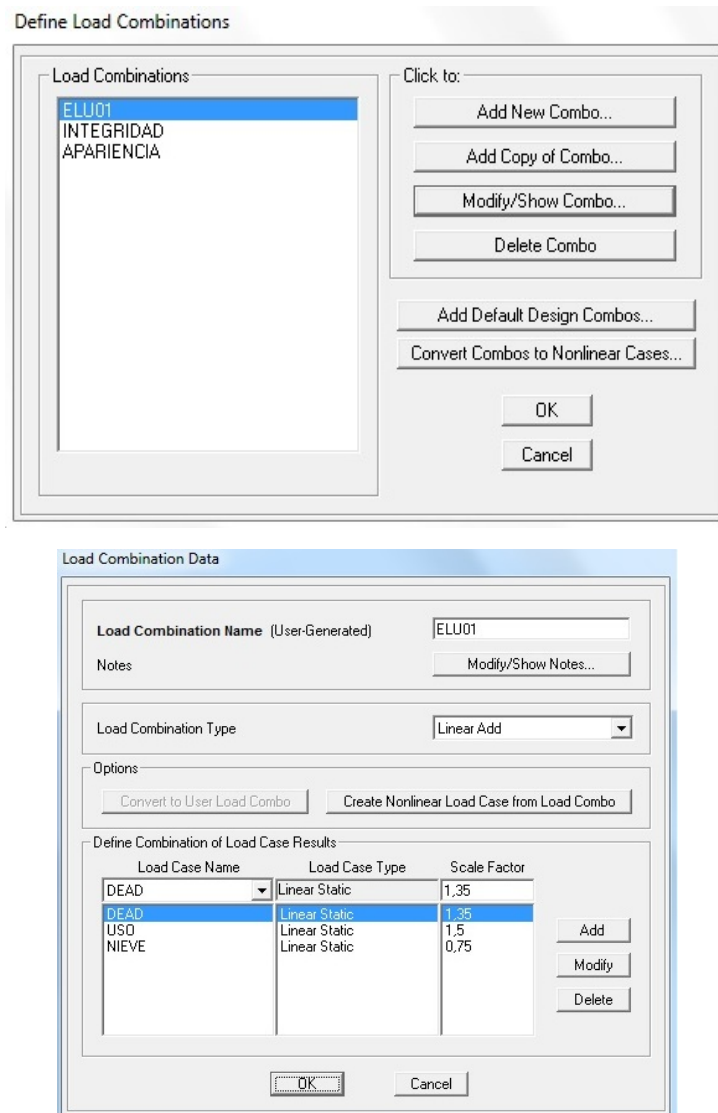 Define Load Combinations
Load Combinations
ELU01
INTEGRIDAD
APARIENCIA
Click to:
Add New Combo...
Add Copy of Combo...
Modify/Show Combo...
Delete Combo
Add Default Design Combos...
Convert Combos to Nonlinear Cases...
OK
Cancel
Load Combination Data
Load Combination Name (User-Generated) ELU01
Notes Modify/Show Notes...
Load Combination Type Linear Add
Options
Convert to User Load Combo Create Nonlinear Load Case from Load Combo
Define Combination of Load Case Results
Load Case Name Load Case Type Scale Factor
DEAD Linear Static 1,35
DEAD Linear Static 1,35
USO Linear Static 1,5
NIEVE Linear Static 0,75
Add
Modify
Delete
OK Cancel